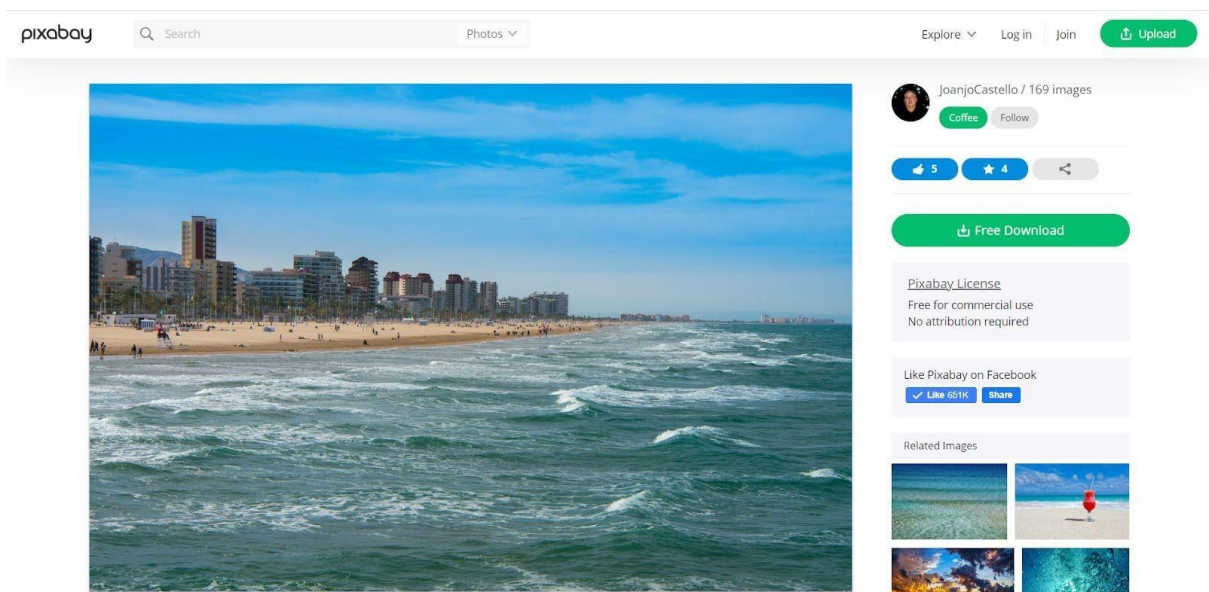 pixabay
Search
Photos
Explore
Log in
Join
Upload
JoanjoCastello / 169 images
Coffee
Follow
5
4
Free Download
Pixabay License
Free for commercial use
No attribution required
Like Pixabay on Facebook
Like 651K
Share
Related Images